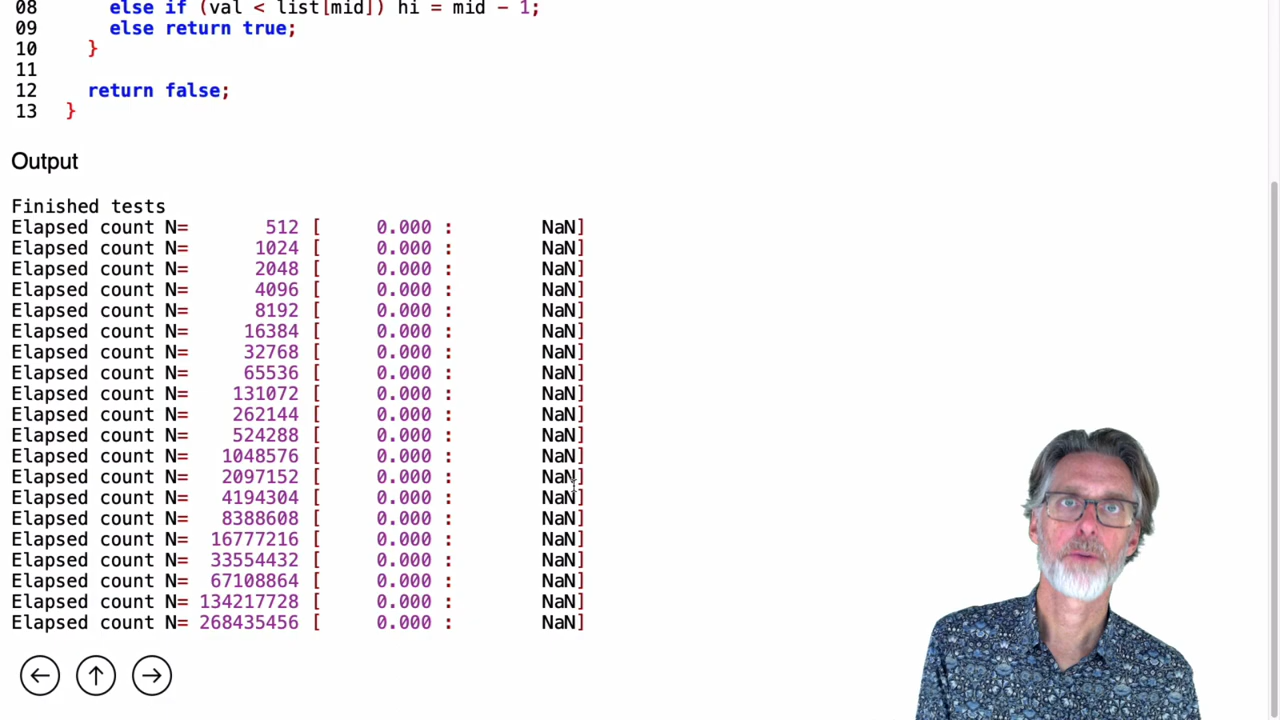 08 else if (val < list[mid]) hi = mid - 1;
09 else return true;
10 }
11
12 return false;
13 }
Output
Finished tests
Elapsed count N= 512 [ 0.000 : NaN]
Elapsed count N= 1024 [ 0.000 : NaN]
Elapsed count N= 2048 [ 0.000 : NaN]
Elapsed count N= 4096 [ 0.000 : NaN]
Elapsed count N= 8192 [ 0.000 : NaN]
Elapsed count N= 16384 [ 0.000 : NaN]
Elapsed count N= 32768 [ 0.000 : NaN]
Elapsed count N= 65536 [ 0.000 : NaN]
Elapsed count N= 131072 [ 0.000 : NaN]
Elapsed count N= 262144 [ 0.000 : NaN]
Elapsed count N= 524288 [ 0.000 : NaN]
Elapsed count N= 1048576 [ 0.000 : NaN]
Elapsed count N= 2097152 [ 0.000 : NaN]
Elapsed count N= 4194304 [ 0.000 : NaN]
Elapsed count N= 8388608 [ 0.000 : NaN]
Elapsed count N= 16777216 [ 0.000 : NaN]
Elapsed count N= 33554432 [ 0.000 : NaN]
Elapsed count N= 67108864 [ 0.000 : NaN]
Elapsed count N= 134217728 [ 0.000 : NaN]
Elapsed count N= 268435456 [ 0.000 : NaN]